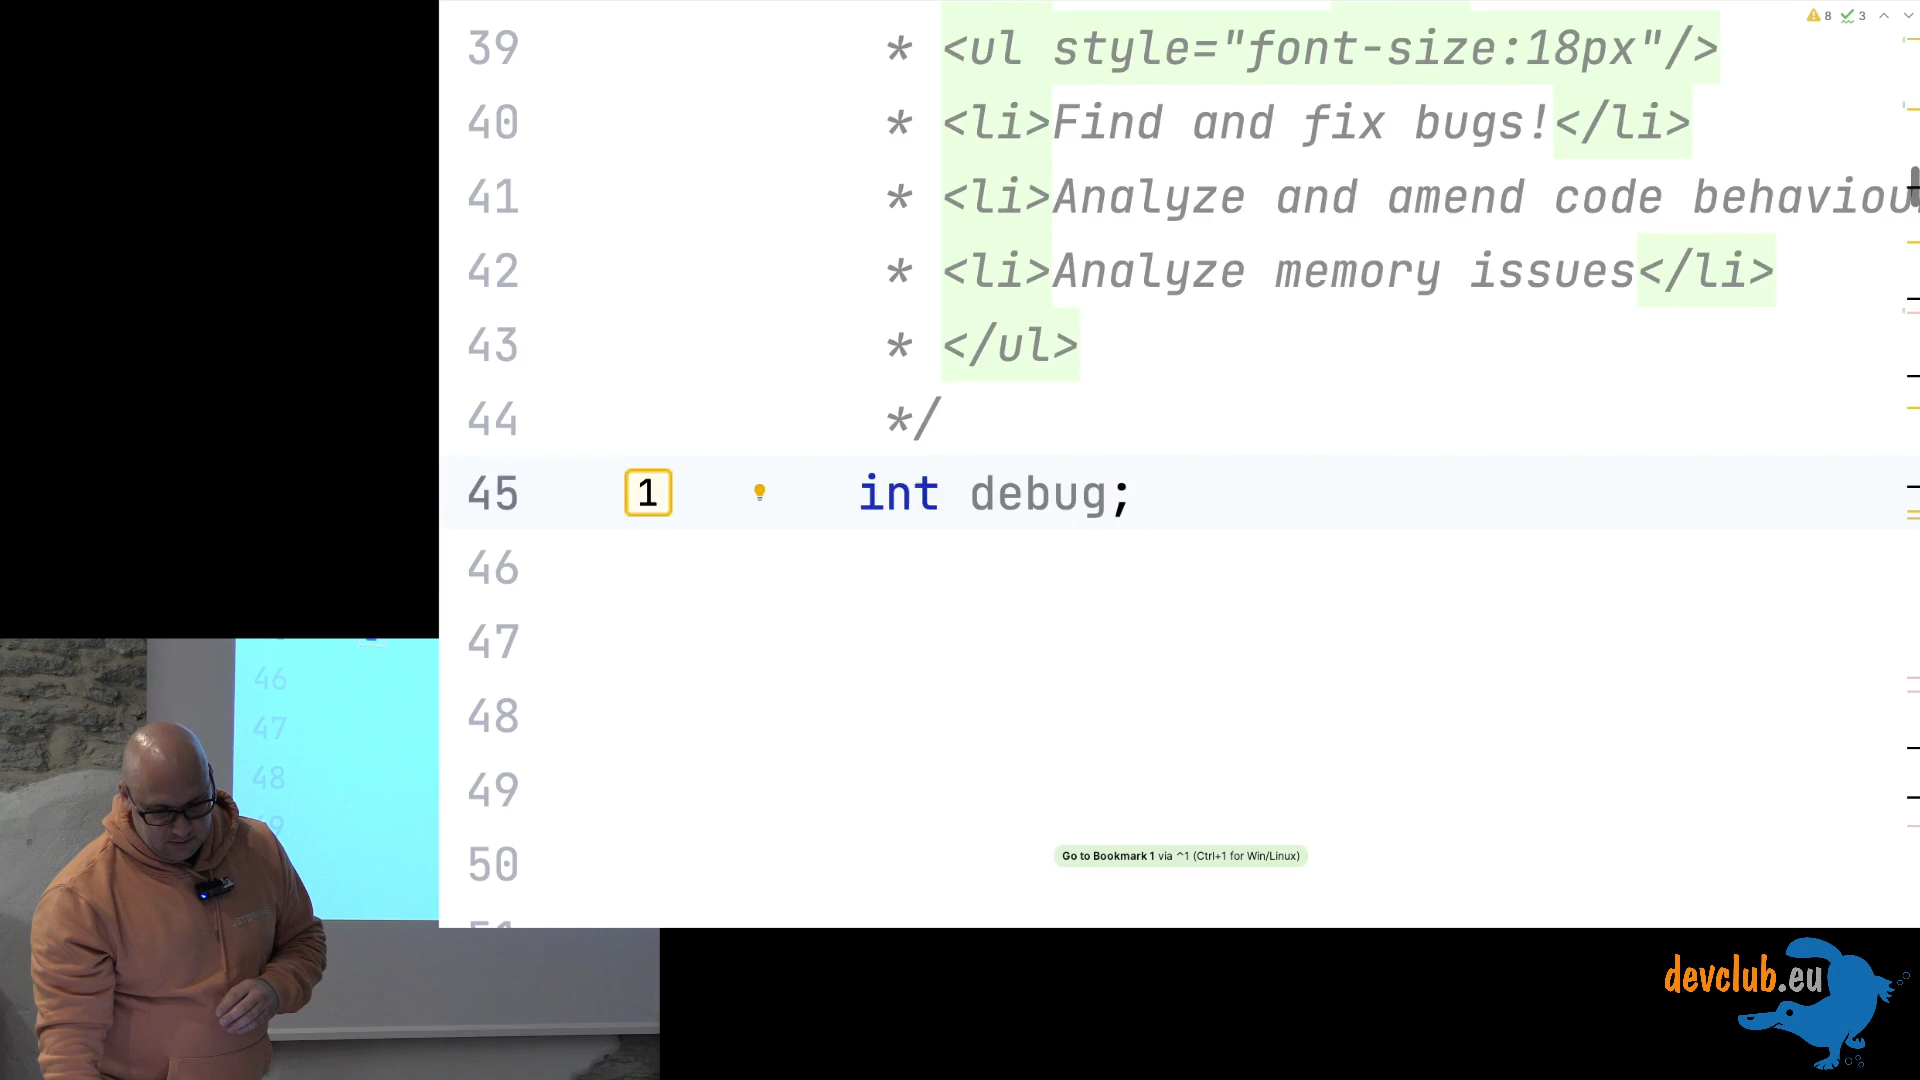 8 3
39 * <ul style="font-size:18px"/>
40 * <li>Find and fix bugs!</li>
41 * <li>Analyze and amend code behaviou
42 * <li>Analyze memory issues</li>
43 * </ul>
44 */
45 1 int debug;
46
47
48
49
50
Go to Bookmark 1 via ^1 (Ctrl+1 for Win/Linux)
46
47
48
devclub.eu